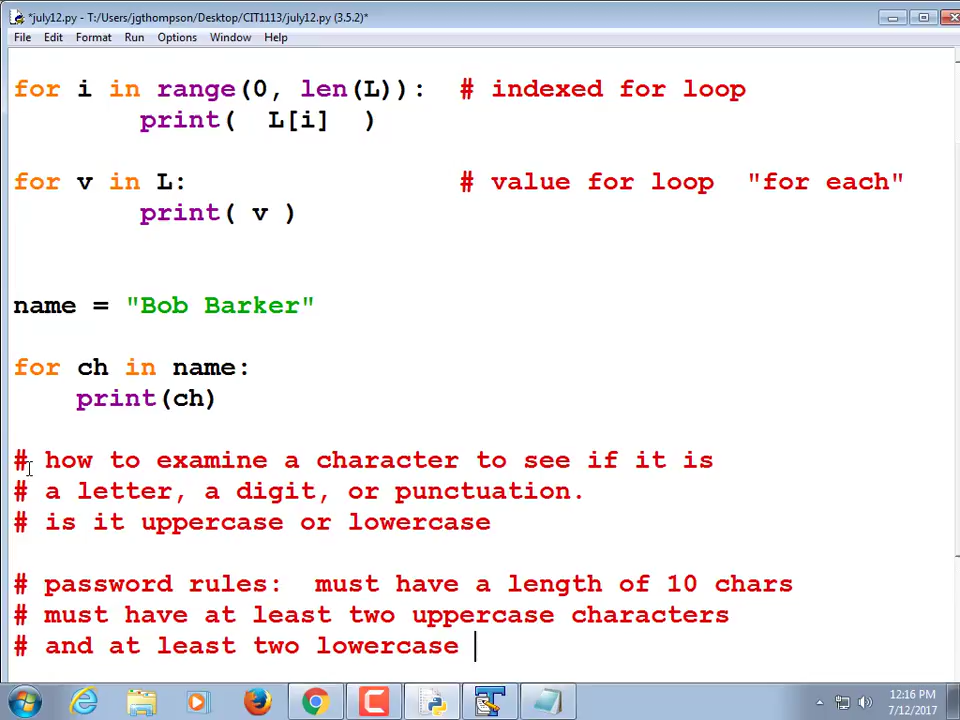 *july12.py - T:/Users/jgthompson/Desktop/CIT1113/july12.py (3.5.2)*
File Edit Format Run Options Window Help
for i in range(0, len(L)): # indexed for loop
print( L[i] )
for v in L: # value for loop "for each"
print( v )
name = "Bob Barker"
for ch in name:
print(ch)
# how to examine a character to see if it is
# a letter, a digit, or punctuation.
# is it uppercase or lowercase
# password rules: must have a length of 10 chars
# must have at least two uppercase characters
# and at least two lowercase
12:16 PM
7/12/2017